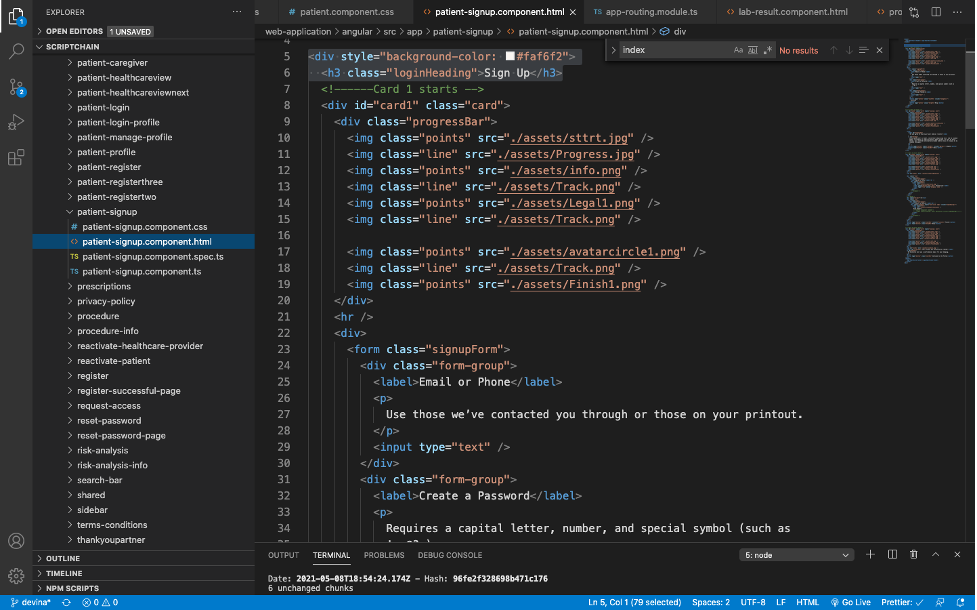 EXPLORER
OPEN EDITORS 1 UNSAVED
SCRIPTCHAIN
patient-caregiver
patient-healthcareview
patient-healthcareviewnext
patient-login
patient-login-profile
patient-manage-profile
patient-profile
patient-register
patient-registerthree
patient-registertwo
patient-signup
# patient-signup.component.css
<> patient-signup.component.html
TS patient-signup.component.spec.ts
TS patient-signup.component.ts
prescriptions
privacy-policy
procedure
procedure-info
reactivate-healthcare-provider
reactivate-patient
register
register-successful-page
request-access
reset-password
reset-password-page
risk-analysis
risk-analysis-info
search-bar
shared
sidebar
terms-conditions
thankyoupartner
OUTLINE
TIMELINE
NPM SCRIPTS
1
2
s # patient.component.css <> patient-signup.component.html TS app-routing.module.ts <> lab-result.component.html <> pro
web-application > angular > src > app > patient-signup > <> patient-signup.component.html > div
index Aa ab No results
4
5 <div style="background-color: #faf6f2">
6 <h3 class="loginHeading">Sign Up</h3>
7 <!------Card 1 starts -->
8 <div id="card1" class="card">
9 <div class="progressBar">
10 <img class="points" src="./assets/sttrt.jpg" />
11 <img class="line" src="./assets/Progress.jpg" />
12 <img class="points" src="./assets/info.png" />
13 <img class="line" src="./assets/Track.png" />
14 <img class="points" src="./assets/Legal1.png" />
15 <img class="line" src="./assets/Track.png" />
16
17 <img class="points" src="./assets/avatarcircle1.png" />
18 <img class="line" src="./assets/Track.png" />
19 <img class="points" src="./assets/Finish1.png" />
20 </div>
21 <hr />
22 <div>
23 <form class="signupForm">
24 <div class="form-group">
25 <label>Email or Phone</label>
26 <p>
27 Use those we’ve contacted you through or those on your printout.
28 </p>
29 <input type="text" />
30 </div>
31 <div class="form-group">
32 <label>Create a Password</label>
33 <p>
34 Requires a capital letter, number, and special symbol (such as
OUTPUT TERMINAL PROBLEMS DEBUG CONSOLE 5: node
Date: 2021-05-08T18:54:24.174Z - Hash: 96fe2f328698b471c176
6 unchanged chunks
devina* 0 0 Ln 5, Col 1 (79 selected) Spaces: 2 UTF-8 LF HTML Go Live Prettier: ✓